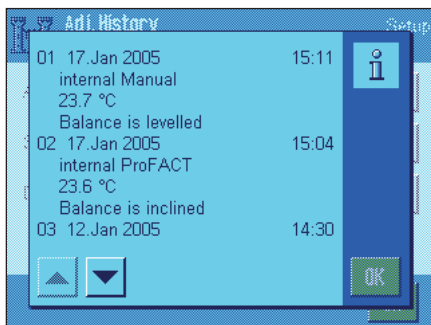 Adj. History
Setup
01 17.Jan 2005 15:11
internal Manual
23.7 °C
Balance is levelled
02 17.Jan 2005 15:04
internal ProFACT
23.6 °C
Balance is inclined
03 12.Jan 2005 14:30
OK